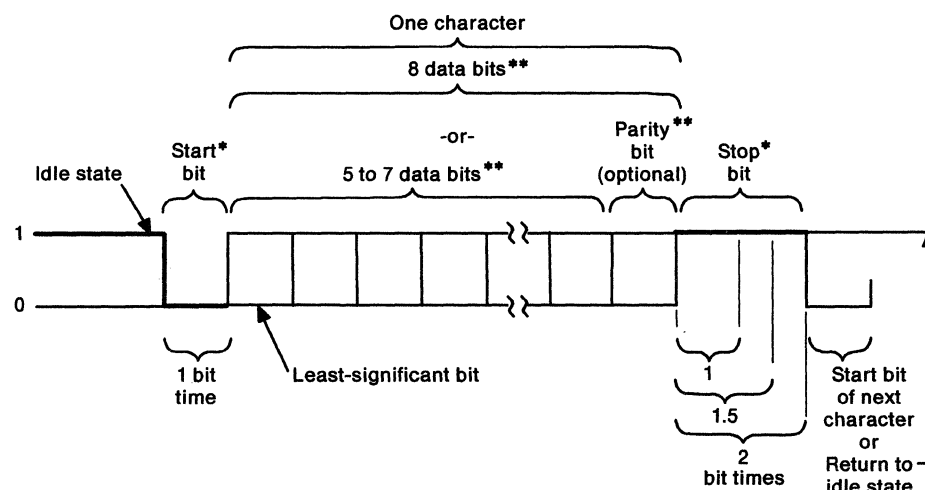 One character
8 data bits**
-or-
5 to 7 data bits**
Idle state
Start*
bit
Parity**
bit
(optional)
Stop*
bit
1
0
1 bit
time
Least-significant bit
1
1.5
2
bit times
Start bit
of next
character
or
Return to
idle state